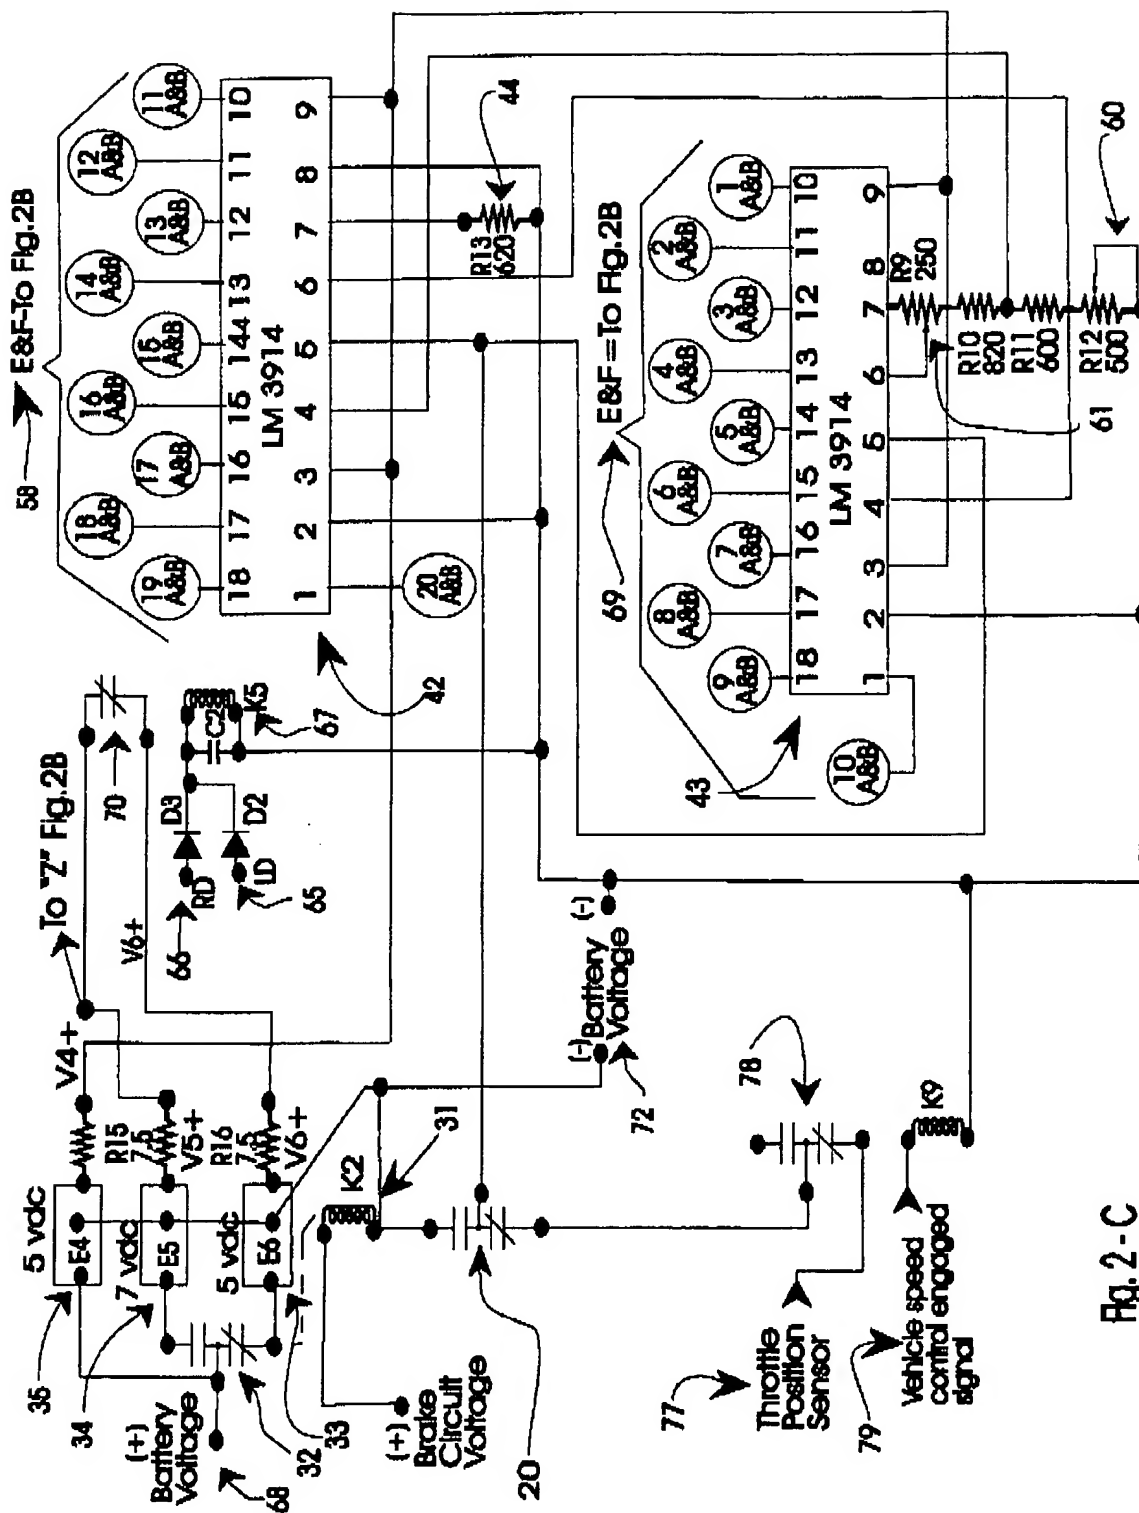 58
E&F-To Fig.2B
19 A&B
18 A&B
17 A&B
16 A&B
15 A&B
14 A&B
13 A&B
12 A&B
11 A&B
18 17 16 15 144 13 12 11 10
LM 3914
1 2 3 4 5 6 7 8 9
20 A&B
42
44
R13
620
To "Z" Fig.2B
70
V6+
K5
C2
67
D3
D2
RD
LD
66
65
V4+
5 vdc
E4
35
R15
7.5
V5+
7 vdc
E5
34
R16
7.5
V6+
5 vdc
E6
33
32
(+)
Battery
Voltage
68
K2
31
(+)
Brake
Circuit
Voltage
20
(-)
Battery
Voltage
(-)
72
69
E&F=To Fig.2B
9 A&B
8 A&B
7 A&B
6 A&B
5 A&B
4 A&B
3 A&B
2 A&B
1 A&B
18 17 16 15 14 13 12 11 10
LM 3914
1 2 3 4 5 6 7 8 9
10 A&B
43
R9
250
R10
820
R11
600
R12
500
61
60
77
Throttle
Position
Sensor
78
79
Vehicle speed
control engaged
signal
K9
Fig. 2-C